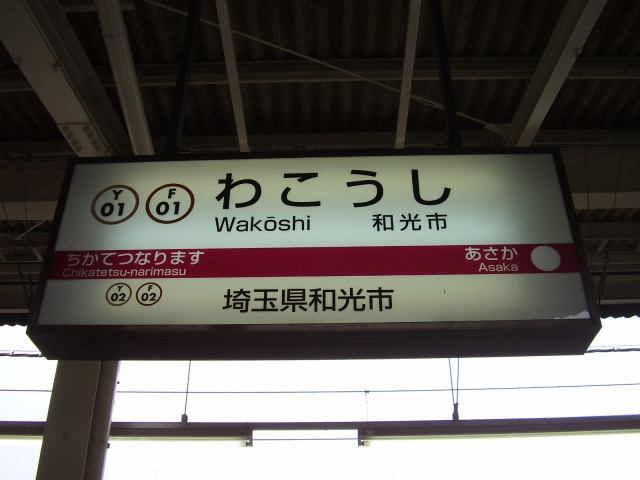 Y 01 F 01 わこうし
Wakōshi 和光市
ちかてつなります あさか
Chikatetsu-narimasu Asaka
Y 02 F 02 埼玉県和光市